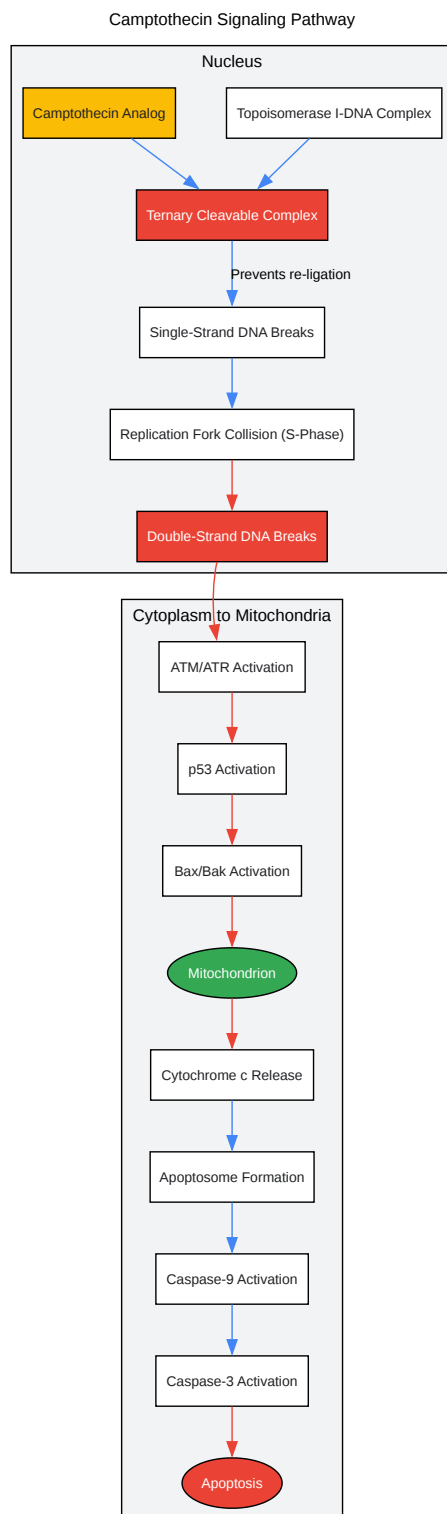 Camptothecin Signaling Pathway
Nucleus
Camptothecin Analog
Topoisomerase I-DNA Complex
Ternary Cleavable Complex
Prevents re-ligation
Single-Strand DNA Breaks
Replication Fork Collision (S-Phase)
Double-Strand DNA Breaks
Cytoplasm to Mitochondria
ATM/ATR Activation
p53 Activation
Bax/Bak Activation
Mitochondrion
Cytochrome c Release
Apoptosome Formation
Caspase-9 Activation
Caspase-3 Activation
Apoptosis